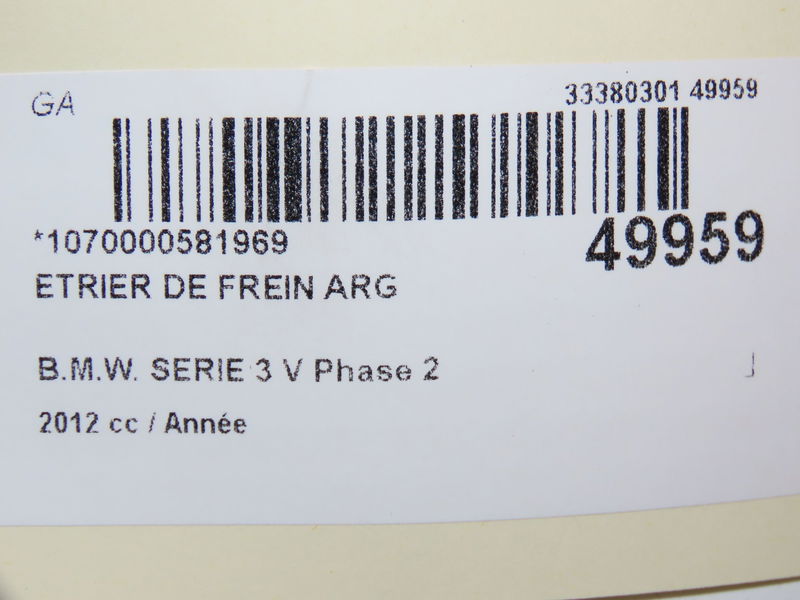 GA
33380301 49959
*1070000581969
49959
ETRIER DE FREIN ARG
B.M.W. SERIE 3 V Phase 2
J
2012 cc / Année